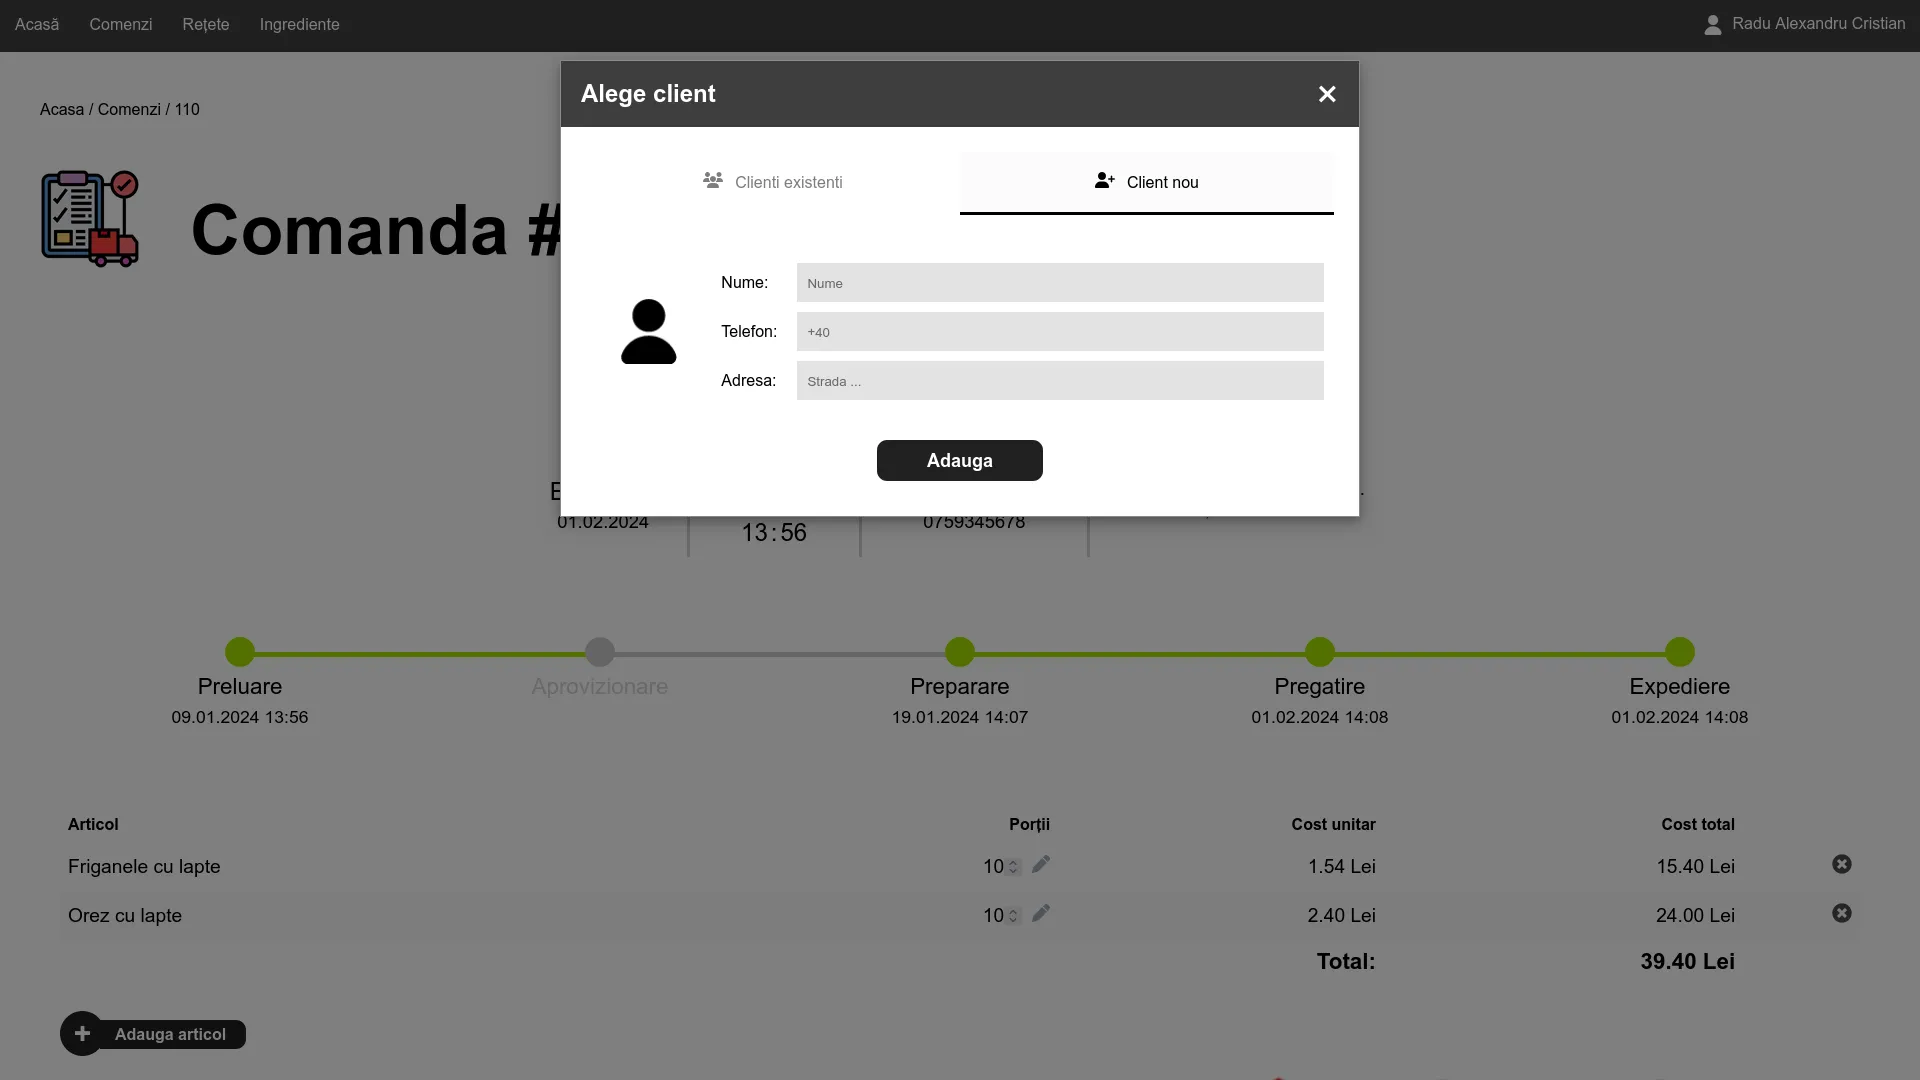 Acasă Comenzi Rețete Ingrediente Radu Alexandru Cristian
Acasa / Comenzi / 110
Alege client
Clienti existenti Client nou
Comanda #
Nume: Nume
Telefon: +40
Adresa: Strada ...
Adauga
01.02.2024 13:56 0759345678
Preluare Aprovizionare Preparare Pregatire Expediere
09.01.2024 13:56 19.01.2024 14:07 01.02.2024 14:08 01.02.2024 14:08
Articol Porții Cost unitar Cost total
Friganele cu lapte 10 1.54 Lei 15.40 Lei
Orez cu lapte 10 2.40 Lei 24.00 Lei
Total: 39.40 Lei
Adauga articol